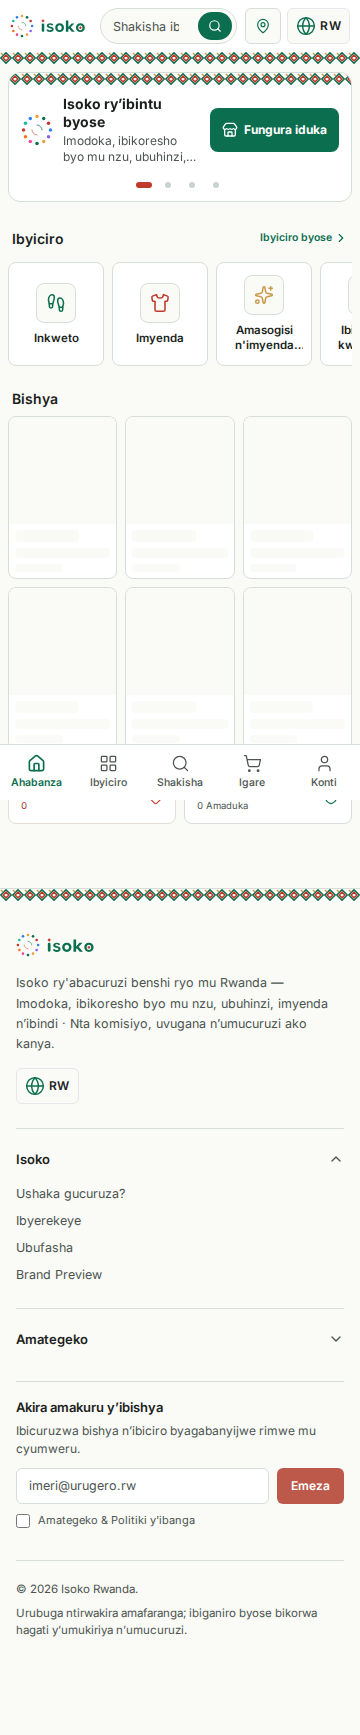 isoko
Shakisha ib
RW
Isoko ry’ibintu
byose
Imodoka, ibikoresho
byo mu nzu, ubuhinzi,...
Fungura iduka
Ibyiciro
Ibyiciro byose
Inkweto
Imyenda
Amasogisi
n'imyenda...
Bishya
Ahabanza
Ibyiciro
Shakisha
Igare
Konti
0
0 Amaduka
isoko
Isoko ry'abacuruzi benshi ryo mu Rwanda —
Imodoka, ibikoresho byo mu nzu, ubuhinzi, imyenda
n’ibindi · Nta komisiyo, uvugana n’umucuruzi ako
kanya.
RW
Isoko
Ushaka gucuruza?
Ibyerekeye
Ubufasha
Brand Preview
Amategeko
Akira amakuru y’ibishya
Ibicuruzwa bishya n’ibiciro byagabanyijwe rimwe mu
cyumweru.
imeri@urugero.rw
Emeza
Amategeko & Politiki y'ibanga
© 2026 Isoko Rwanda.
Urubuga ntirwakira amafaranga; ibiganiro byose bikorwa
hagati y’umukiriya n’umucuruzi.